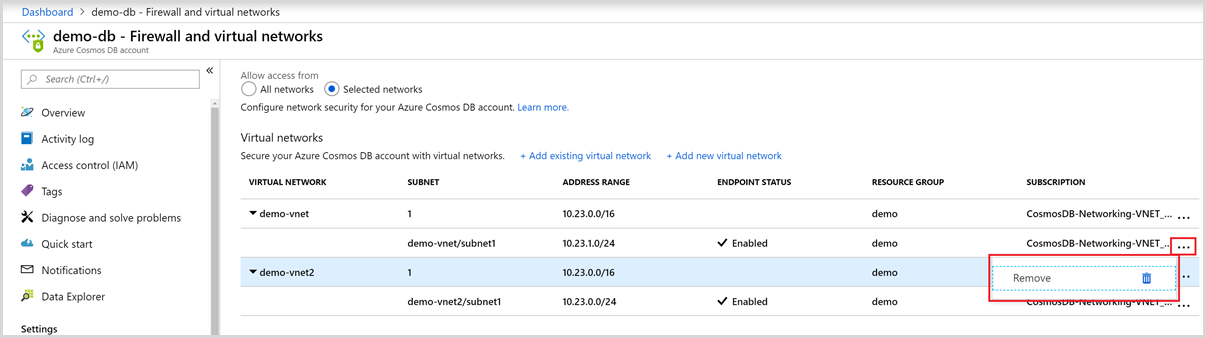 Dashboard > demo-db - Firewall and virtual networks
demo-db - Firewall and virtual networks
Azure Cosmos DB account
Search (Ctrl+/)
«
Overview
Activity log
Access control (IAM)
Tags
Diagnose and solve problems
Quick start
Notifications
Data Explorer
Settings
Allow access from
All networks Selected networks
Configure network security for your Azure Cosmos DB account. Learn more.
Virtual networks
Secure your Azure Cosmos DB account with virtual networks. + Add existing virtual network + Add new virtual network
VIRTUAL NETWORK SUBNET ADDRESS RANGE ENDPOINT STATUS RESOURCE GROUP SUBSCRIPTION
demo-vnet 1 10.23.0.0/16 demo CosmosDB-Networking-VNET_... ...
demo-vnet/subnet1 10.23.1.0/24 Enabled demo CosmosDB-Networking-VNET_... ...
demo-vnet2 1 10.23.0.0/16 demo
Remove
demo-vnet2/subnet1 10.23.0.0/24 Enabled demo CosmosDB-Networking-VNET_... ...